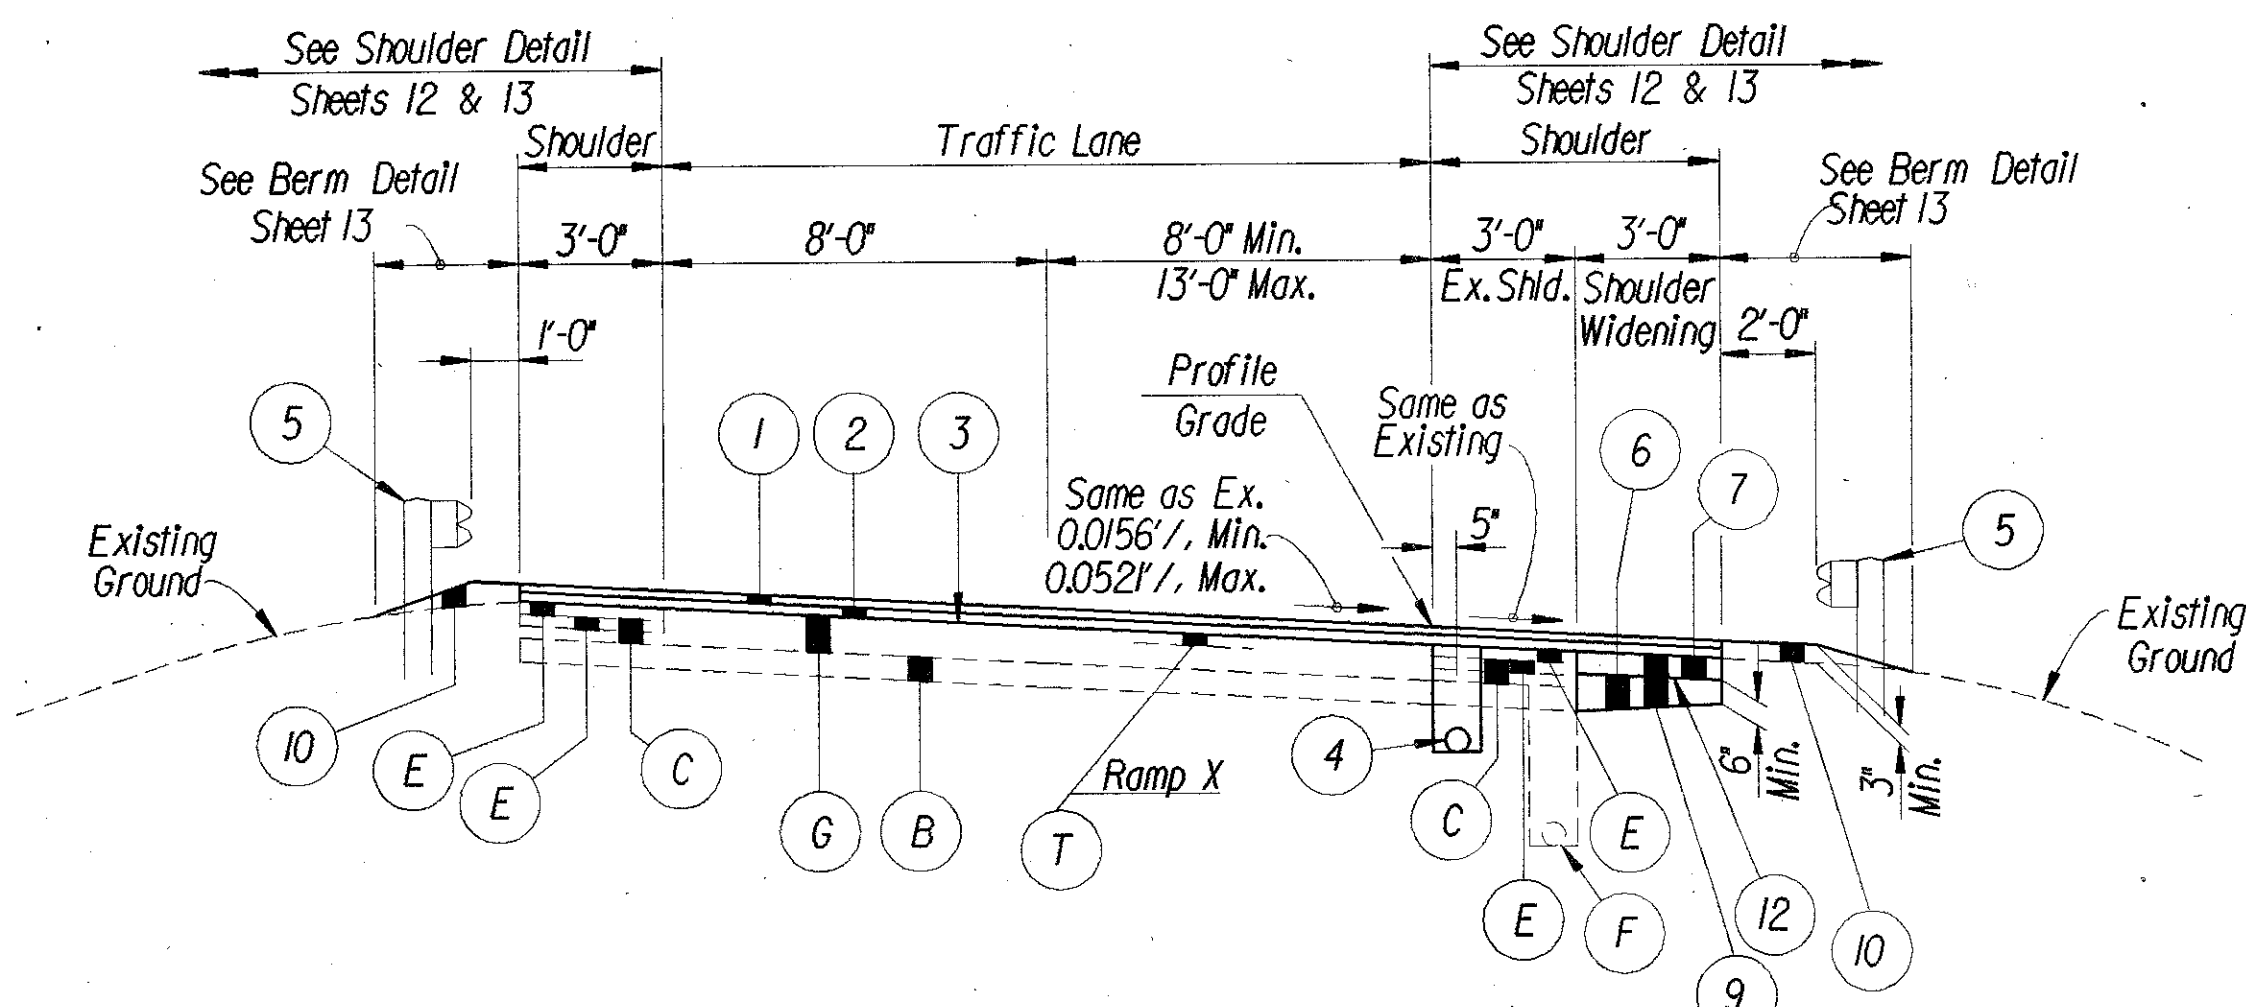 See Shoulder Detail
Sheets 12 & 13
See Shoulder Detail
Sheets 12 & 13
Shoulder
Traffic Lane
Shoulder
See Berm Detail
Sheet 13
See Berm Detail
Sheet 13
3'-0"
8'-0"
8'-0" Min.
13'-0" Max.
3'-0"
Ex. Shld.
3'-0"
Shoulder
Widening
2'-0"
1'-0"
Profile
Grade
Same as
Existing
5
1
2
3
6
7
5
Same as Ex.
0.0156'/, Min.
0.0521'/, Max.
5"
Existing
Ground
Existing
Ground
10
E
E
C
G
B
T
Ramp X
4
C
E
F
E
12
9
10
6"
Min.
3"
Min.